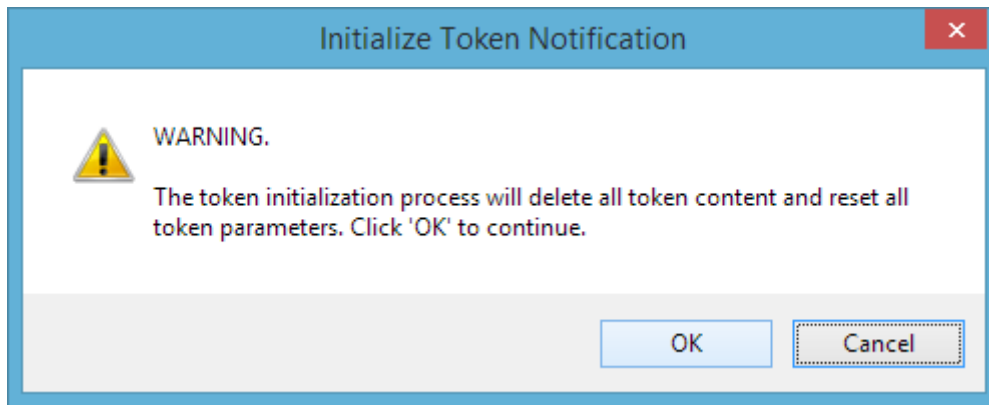 Initialize Token Notification
WARNING.
The token initialization process will delete all token content and reset all
token parameters. Click 'OK' to continue.
OK
Cancel